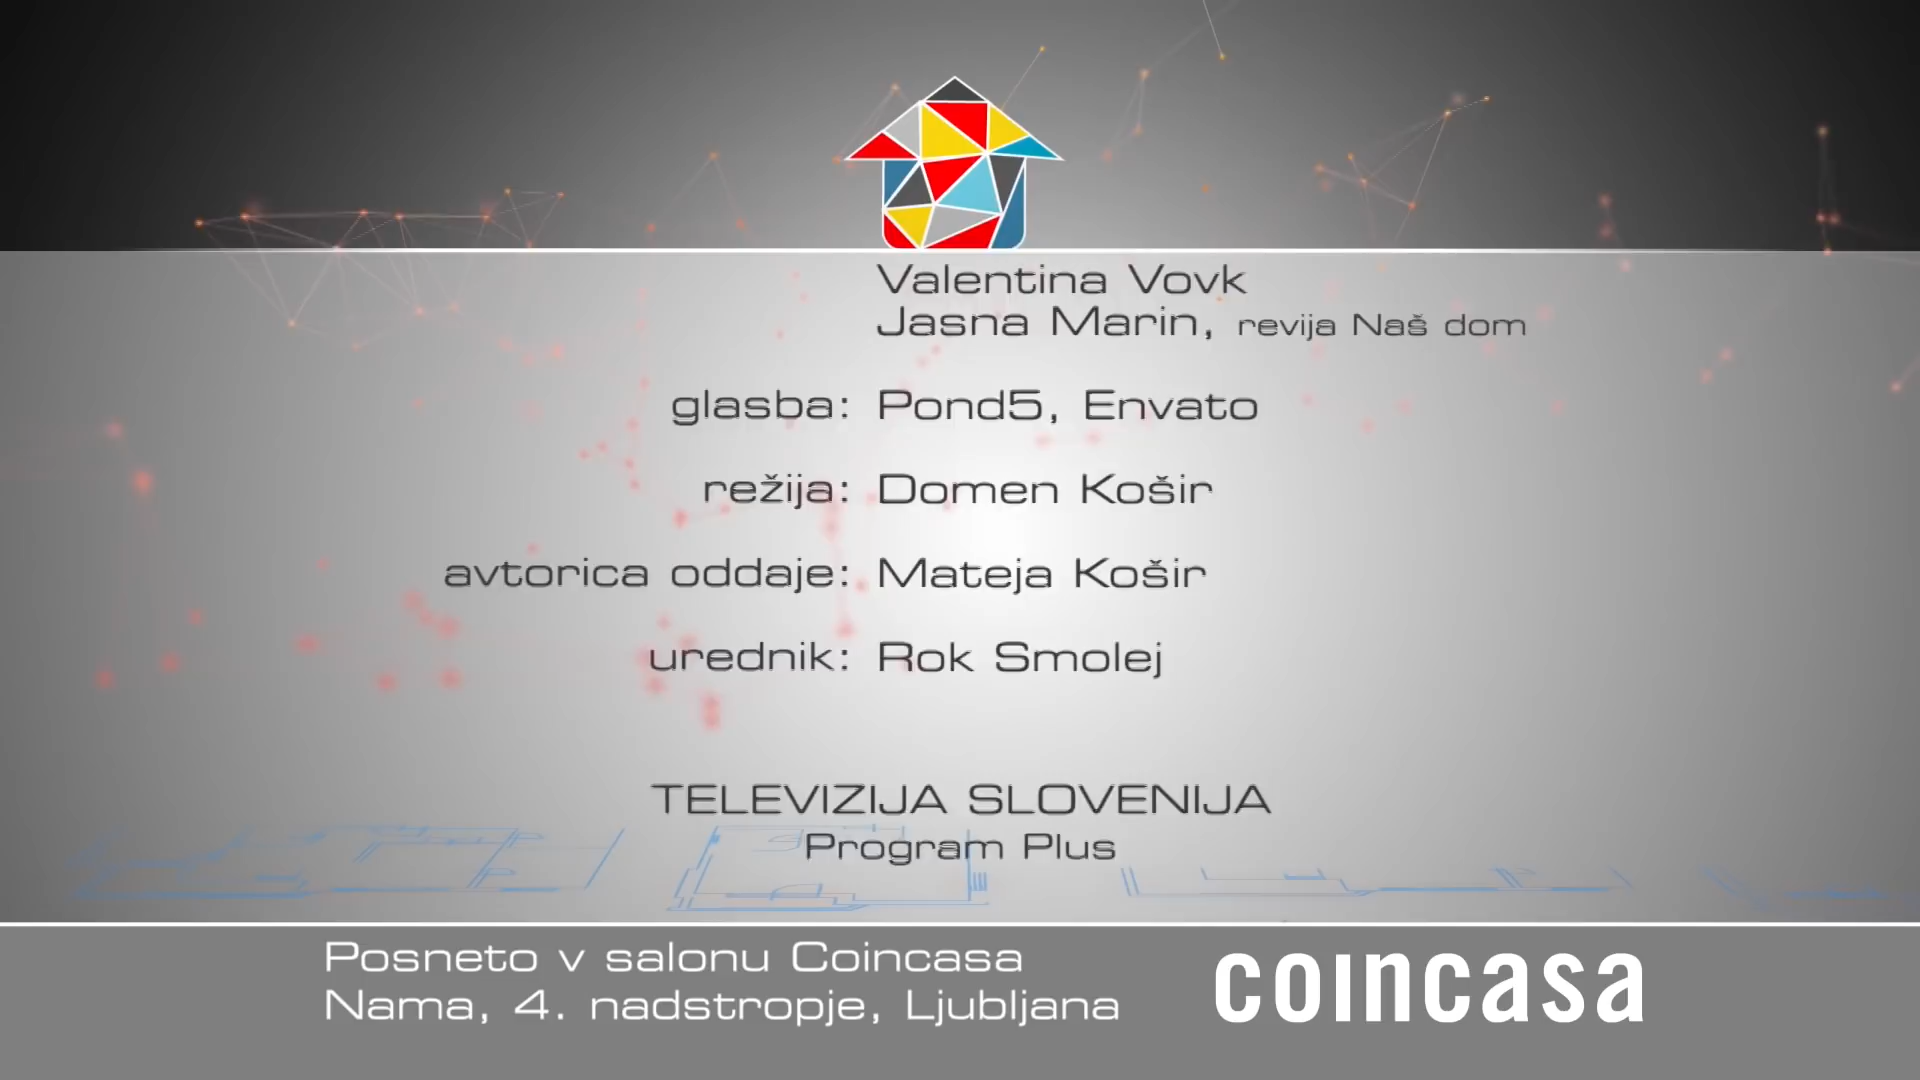 Valentina Vovk
Jasna Marin, revija Naš dom
glasba: Pond5, Envato
režija: Domen Košir
avtorica oddaje: Mateja Košir
urednik: Rok Smolej
TELEVIZIJA SLOVENIJA
Program Plus
Posneto v salonu Coincasa
Nama, 4. nadstropje, Ljubljana
coincasa